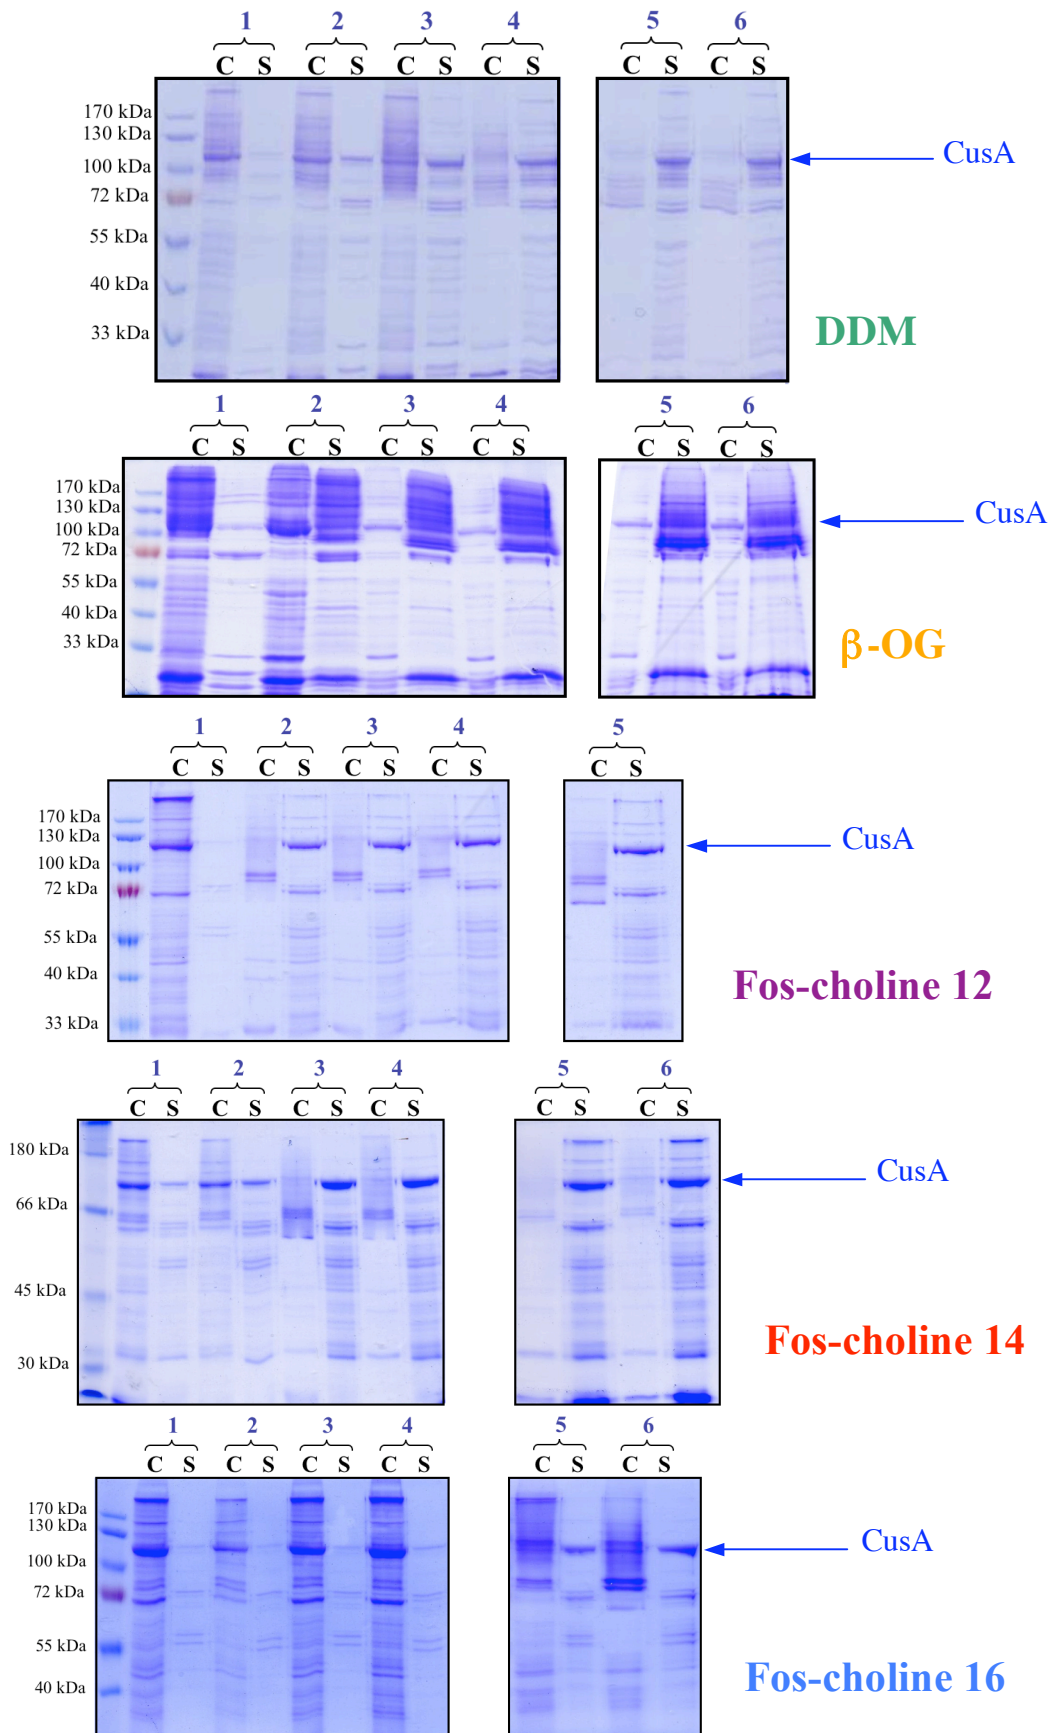 1 2 3 4 5 6
C S C S C S C S C S C S
170 kDa
130 kDa
100 kDa
72 kDa
55 kDa
40 kDa
33 kDa
CusA
DDM
1 2 3 4 5 6
C S C S C S C S C S C S
170 kDa
130 kDa
100 kDa
72 kDa
55 kDa
40 kDa
33 kDa
CusA
β-OG
1 2 3 4 5
C S C S C S C S C S
170 kDa
130 kDa
100 kDa
72 kDa
55 kDa
40 kDa
33 kDa
CusA
Fos-choline 12
1 2 3 4 5 6
C S C S C S C S C S C S
180 kDa
66 kDa
45 kDa
30 kDa
CusA
Fos-choline 14
1 2 3 4 5 6
C S C S C S C S C S C S
170 kDa
130 kDa
100 kDa
72 kDa
55 kDa
40 kDa
CusA
Fos-choline 16